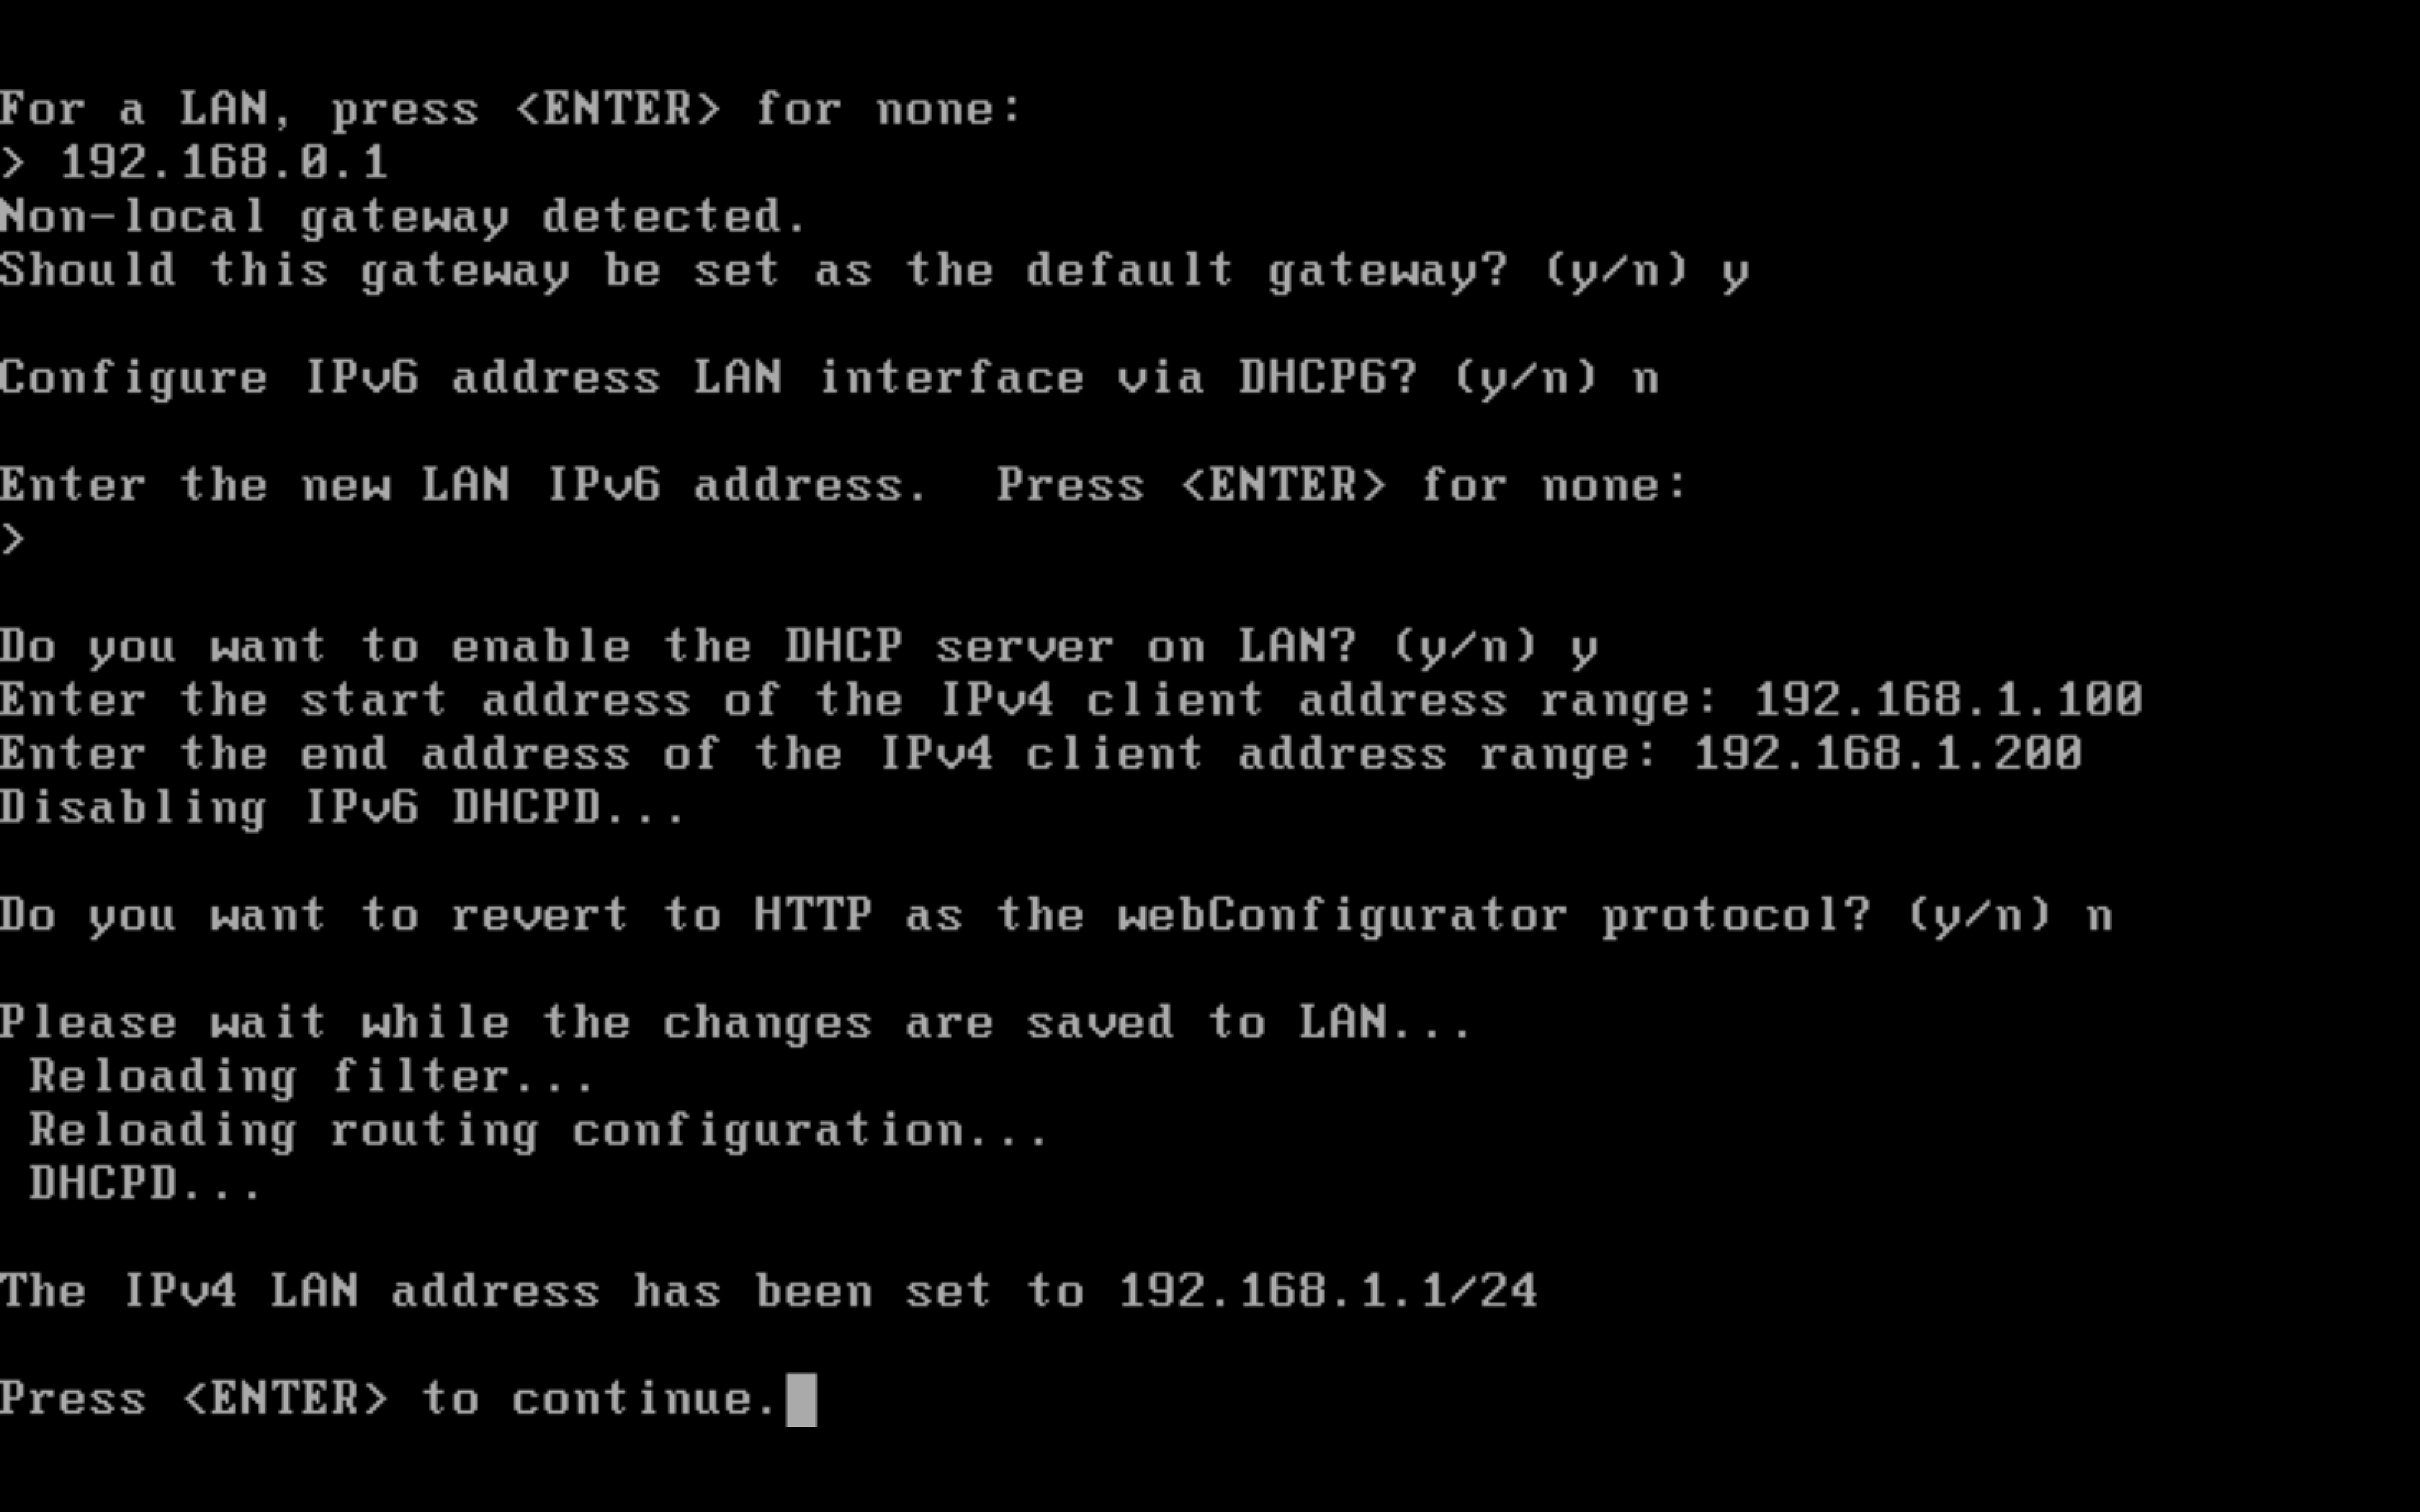 For a LAN, press <ENTER> for none:
> 192.168.0.1
Non-local gateway detected.
Should this gateway be set as the default gateway? (y/n) y
Configure IPv6 address LAN interface via DHCP6? (y/n) n
Enter the new LAN IPv6 address.  Press <ENTER> for none:
>
Do you want to enable the DHCP server on LAN? (y/n) y
Enter the start address of the IPv4 client address range: 192.168.1.100
Enter the end address of the IPv4 client address range: 192.168.1.200
Disabling IPv6 DHCPD...
Do you want to revert to HTTP as the webConfigurator protocol? (y/n) n
Please wait while the changes are saved to LAN...
Reloading filter...
Reloading routing configuration...
DHCPD...
The IPv4 LAN address has been set to 192.168.1.1/24
Press <ENTER> to continue.